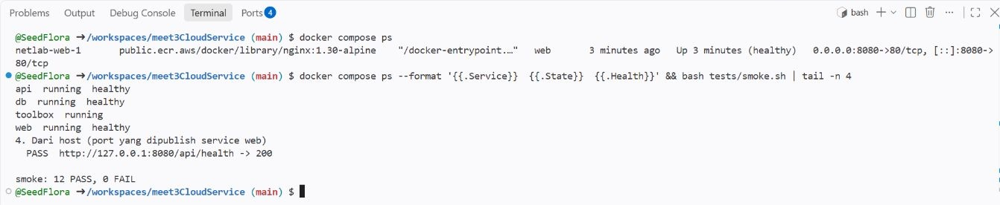 Problems Output Debug Console Terminal Ports 4 bash
@SeedFlora ➜/workspaces/meet3CloudService (main) $ docker compose ps
netlab-web-1 public.ecr.aws/docker/library/nginx:1.30-alpine "/docker-entrypoint.…" web 3 minutes ago Up 3 minutes (healthy) 0.0.0.0:8080->80/tcp, [::]:8080->
80/tcp
@SeedFlora ➜/workspaces/meet3CloudService (main) $ docker compose ps --format '{{.Service}} {{.State}} {{.Health}}' && bash tests/smoke.sh | tail -n 4
api running healthy
db running healthy
toolbox running
web running healthy
4. Dari host (port yang dipublish service web)
PASS http://127.0.0.1:8080/api/health -> 200
smoke: 12 PASS, 0 FAIL
@SeedFlora ➜/workspaces/meet3CloudService (main) $